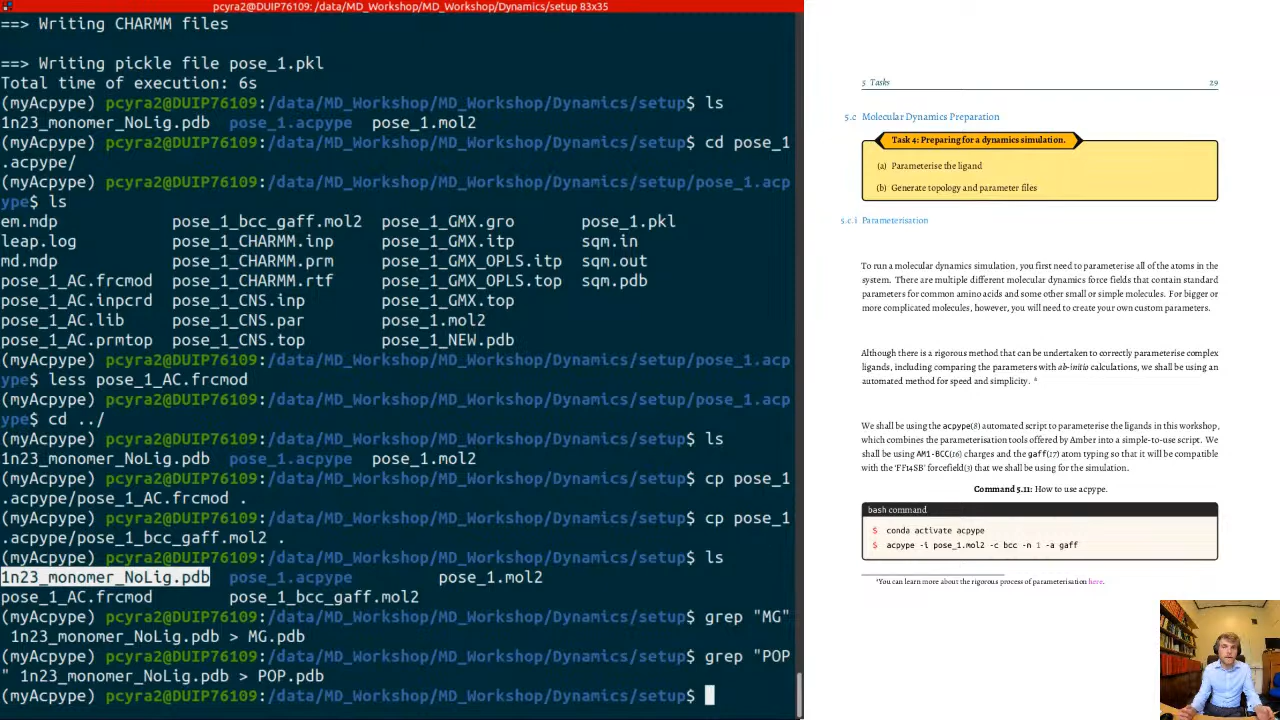 pcyra2@DUIP76109: /data/MD_Workshop/MD_Workshop/Dynamics/setup 83x35
==> Writing CHARMM files
==> Writing pickle file pose_1.pkl
Total time of execution: 6s
(myAcpype) pcyra2@DUIP76109:/data/MD_Workshop/MD_Workshop/Dynamics/setup$ ls
1n23_monomer_NoLig.pdb pose_1.acpype pose_1.mol2
(myAcpype) pcyra2@DUIP76109:/data/MD_Workshop/MD_Workshop/Dynamics/setup$ cd pose_1
.acpype/
(myAcpype) pcyra2@DUIP76109:/data/MD_Workshop/MD_Workshop/Dynamics/setup/pose_1.acp
ype$ ls
em.mdp pose_1_bcc_gaff.mol2 pose_1_GMX.gro pose_1.pkl
leap.log pose_1_CHARMM.inp pose_1_GMX.itp sqm.in
md.mdp pose_1_CHARMM.prm pose_1_GMX_OPLS.itp sqm.out
pose_1_AC.frcmod pose_1_CHARMM.rtf pose_1_GMX_OPLS.top sqm.pdb
pose_1_AC.inpcrd pose_1_CNS.inp pose_1_GMX.top
pose_1_AC.lib pose_1_CNS.par pose_1.mol2
pose_1_AC.prmtop pose_1_CNS.top pose_1_NEW.pdb
(myAcpype) pcyra2@DUIP76109:/data/MD_Workshop/MD_Workshop/Dynamics/setup/pose_1.acp
ype$ less pose_1_AC.frcmod
(myAcpype) pcyra2@DUIP76109:/data/MD_Workshop/MD_Workshop/Dynamics/setup/pose_1.acp
ype$ cd ../
(myAcpype) pcyra2@DUIP76109:/data/MD_Workshop/MD_Workshop/Dynamics/setup$ ls
1n23_monomer_NoLig.pdb pose_1.acpype pose_1.mol2
(myAcpype) pcyra2@DUIP76109:/data/MD_Workshop/MD_Workshop/Dynamics/setup$ cp pose_1
.acpype/pose_1_AC.frcmod .
(myAcpype) pcyra2@DUIP76109:/data/MD_Workshop/MD_Workshop/Dynamics/setup$ cp pose_1
.acpype/pose_1_bcc_gaff.mol2 .
(myAcpype) pcyra2@DUIP76109:/data/MD_Workshop/MD_Workshop/Dynamics/setup$ ls
1n23_monomer_NoLig.pdb pose_1.acpype pose_1.mol2
pose_1_AC.frcmod pose_1_bcc_gaff.mol2
(myAcpype) pcyra2@DUIP76109:/data/MD_Workshop/MD_Workshop/Dynamics/setup$ grep "MG"
1n23_monomer_NoLig.pdb > MG.pdb
(myAcpype) pcyra2@DUIP76109:/data/MD_Workshop/MD_Workshop/Dynamics/setup$ grep "POP
" 1n23_monomer_NoLig.pdb > POP.pdb
(myAcpype) pcyra2@DUIP76109:/data/MD_Workshop/MD_Workshop/Dynamics/setup$
5 Tasks 29
5.c Molecular Dynamics Preparation
Task 4: Preparing for a dynamics simulation.
(a) Parameterise the ligand
(b) Generate topology and parameter files
5.c.i Parameterisation
To run a molecular dynamics simulation, you first need to parameterise all of the atoms in the
system. There are multiple different molecular dynamics force fields that contain standard
parameters for common amino acids and some other small or simple molecules. For bigger or
more complicated molecules, however, you will need to create your own custom parameters.
Although there is a rigorous method that can be undertaken to correctly parameterise complex
ligands, including comparing the parameters with ab-initio calculations, we shall be using an
automated method for speed and simplicity. *
We shall be using the acpype(8) automated script to parameterise the ligands in this workshop,
which combines the parameterisation tools offered by Amber into a simple-to-use script. We
shall be using AM1-BCC(16) charges and the gaff(17) atom typing so that it will be compatible
with the 'FF14SB' forcefield(3) that we shall be using for the simulation.
Command 5.11: How to use acpype.
bash command
$ conda activate acpype
$ acpype -i pose_1.mol2 -c bcc -n 1 -a gaff
*You can learn more about the rigorous process of parameterisation here.